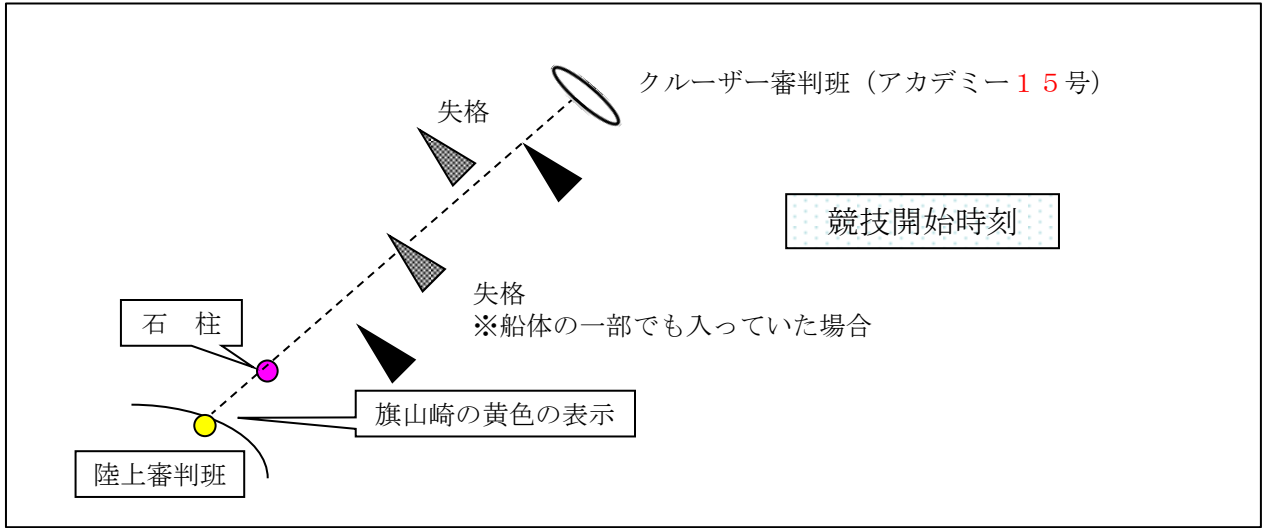 クルーザー審判班（アカデミー１５号）
失格
競技開始時刻
失格
※船体の一部でも入っていた場合
石　柱
旗山崎の黄色の表示
陸上審判班